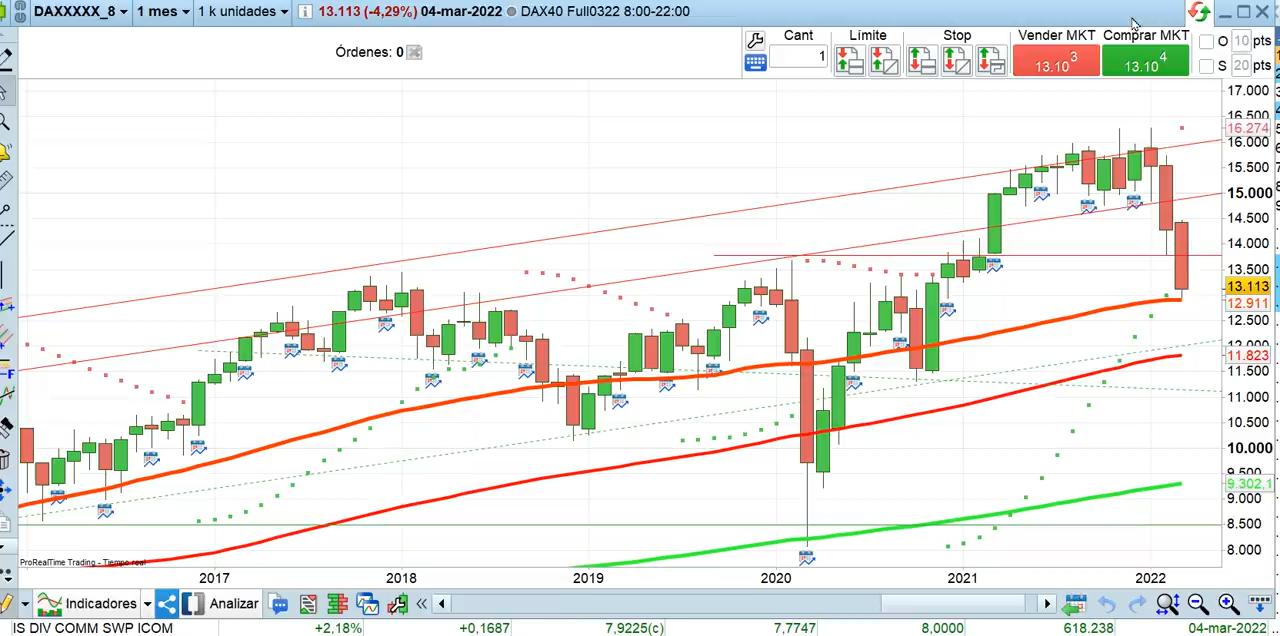 DAXXXXX_8 1 mes 1 k unidades i 13.113 (-4,29%) 04-mar-2022 DAX40 Full0322 8:00-22:00
Órdenes: 0
Cant Límite Stop Vender MKT Comprar MKT O 10 pts
1 13.10 3 13.10 4 S 20 pts
17.000
16.274
16.000
15.500
15.000
14.500
14.000
13.500
13.113
12.911
12.500
12.000
11.823
11.500
11.000
10.500
10.000
9.500
9.302,1
9.000
8.500
8.000
ProRealTime Trading - Tiempo real
2017 2018 2019 2020 2021 2022
Indicadores Analizar
IS DIV COMM SWP ICOM +2,18% +0,1687 7,9225(c) 7,7747 8,0000 618.238 04-mar-2022